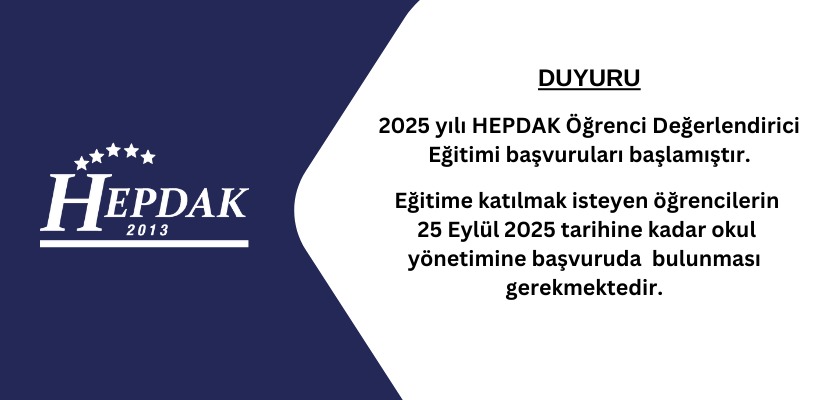 HEPDAK
2013
DUYURU
2025 yılı HEPDAK Öğrenci Değerlendirici
Eğitimi başvuruları başlamıştır.
Eğitime katılmak isteyen öğrencilerin
25 Eylül 2025 tarihine kadar okul
yönetimine başvuruda  bulunması
gerekmektedir.